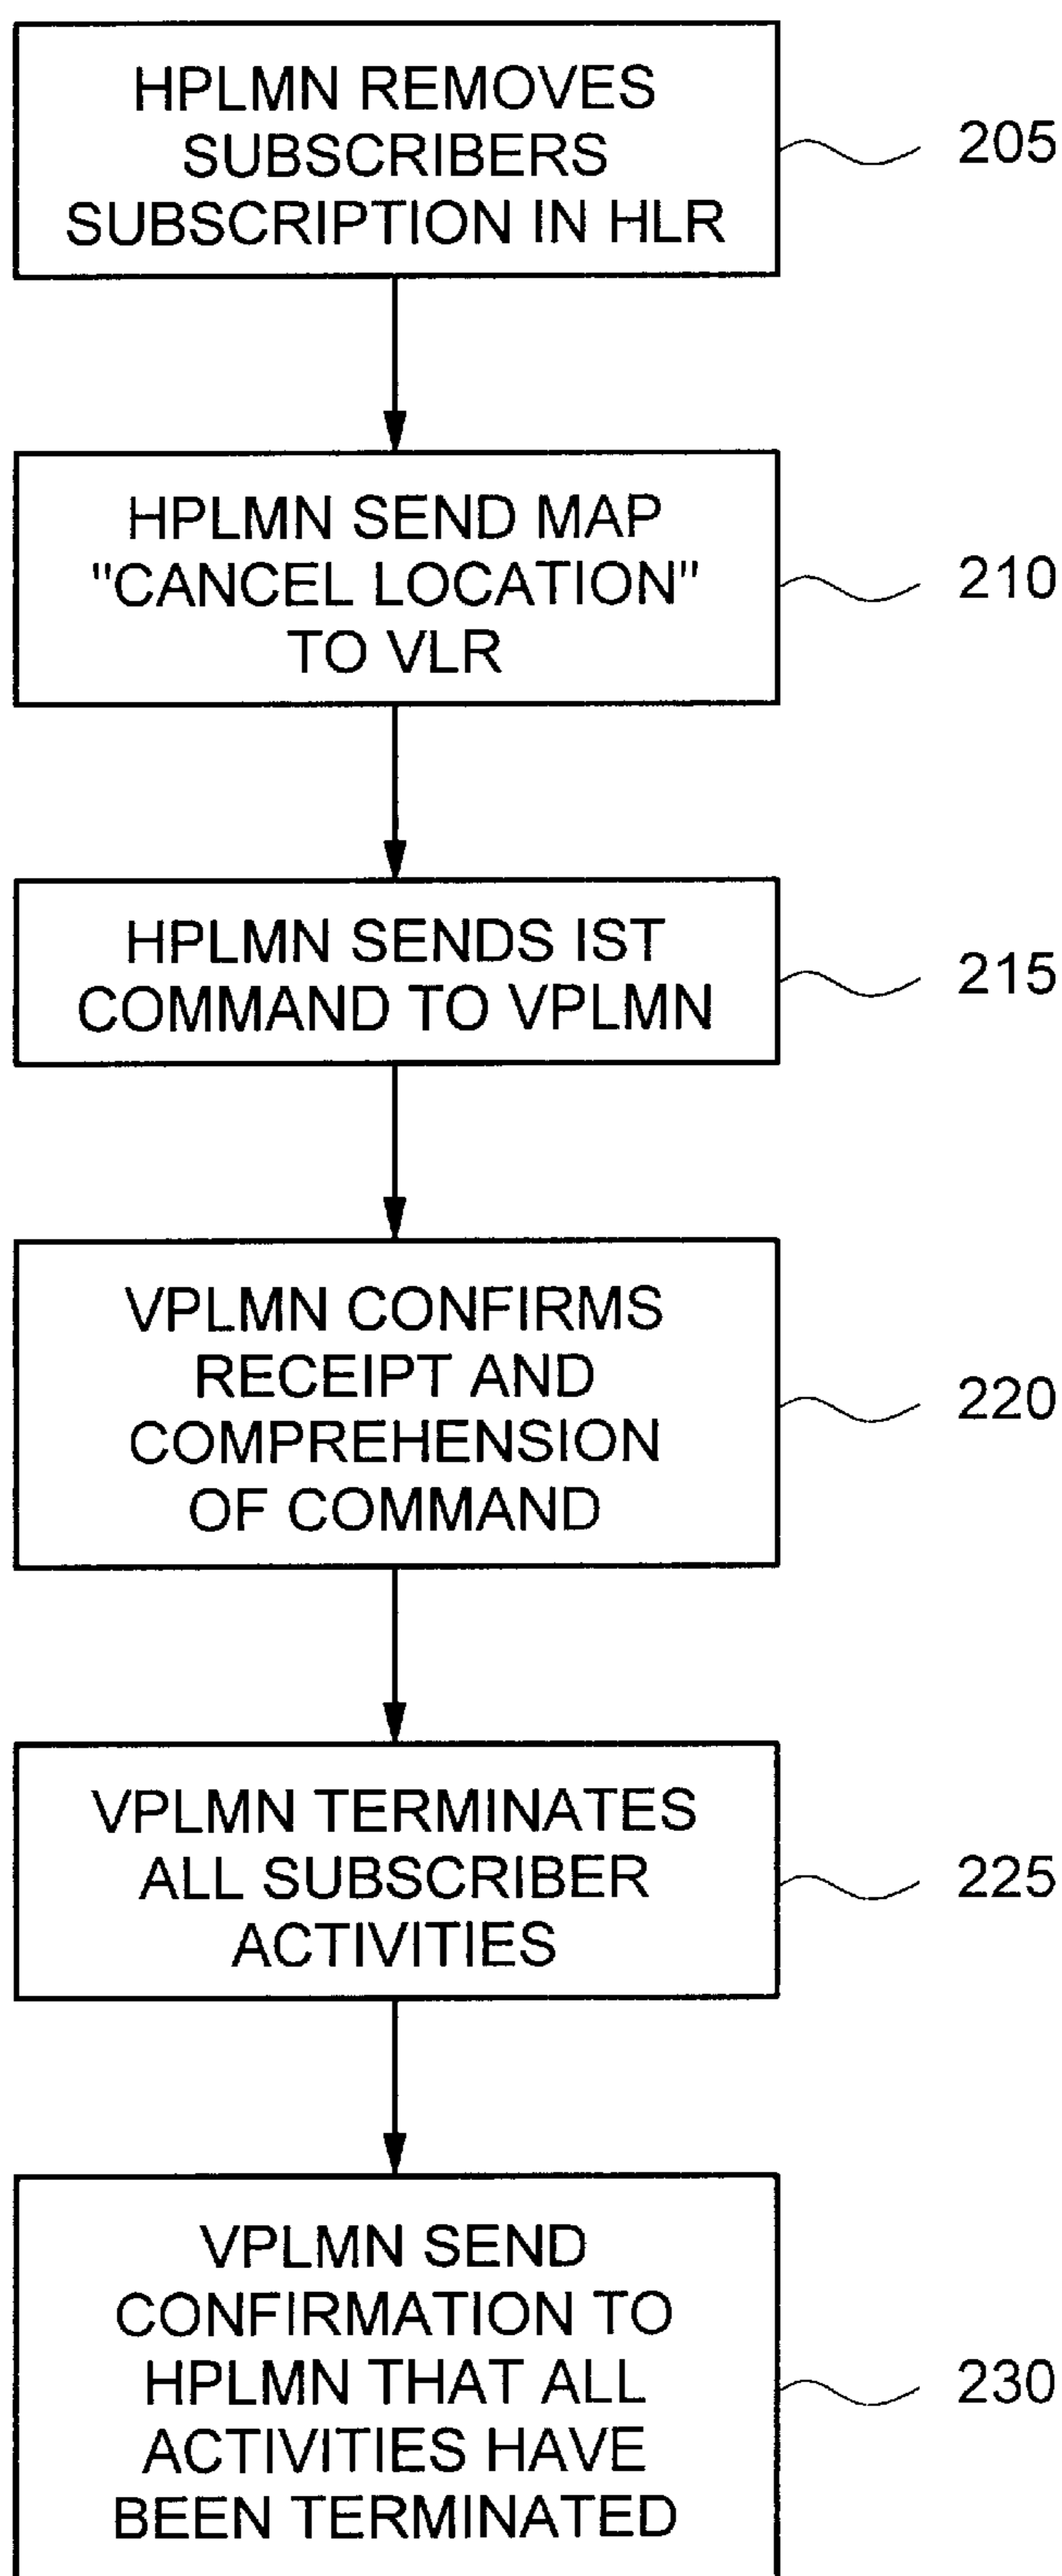 HPLMN REMOVES
SUBSCRIBERS
SUBSCRIPTION IN HLR
205
HPLMN SEND MAP
"CANCEL LOCATION"
TO VLR
210
HPLMN SENDS IST
COMMAND TO VPLMN
215
VPLMN CONFIRMS
RECEIPT AND
COMPREHENSION
OF COMMAND
220
VPLMN TERMINATES
ALL SUBSCRIBER
ACTIVITIES
225
VPLMN SEND
CONFIRMATION TO
HPLMN THAT ALL
ACTIVITIES HAVE
BEEN TERMINATED
230